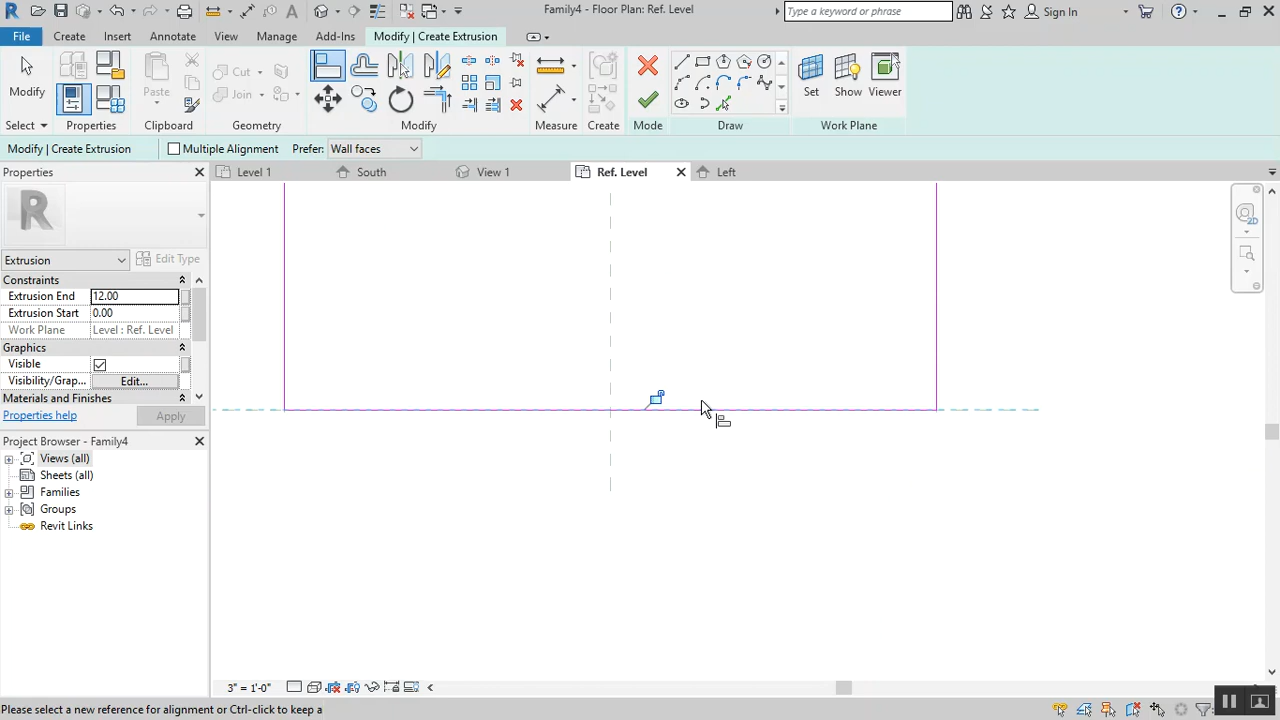 Family4 - Floor Plan: Ref. Level
Type a keyword or phrase
Sign In
File
Create
Insert
Annotate
View
Manage
Add-Ins
Modify | Create Extrusion
Modify
Paste
Cut
Join
Set
Show
Viewer
Select
Properties
Clipboard
Geometry
Modify
Measure
Create
Mode
Draw
Work Plane
Modify | Create Extrusion
Multiple Alignment
Prefer:
Wall faces
Properties
Level 1
South
View 1
Ref. Level
Left
R
Extrusion
Edit Type
Constraints
Extrusion End
12.00
Extrusion Start
0.00
Work Plane
Level : Ref. Level
Graphics
Visible
Visibility/Grap...
Edit...
Materials and Finishes
Properties help
Apply
Project Browser - Family4
Views (all)
Sheets (all)
Families
Groups
Revit Links
2D
3" = 1'-0"
Please select a new reference for alignment or Ctrl-click to keep a